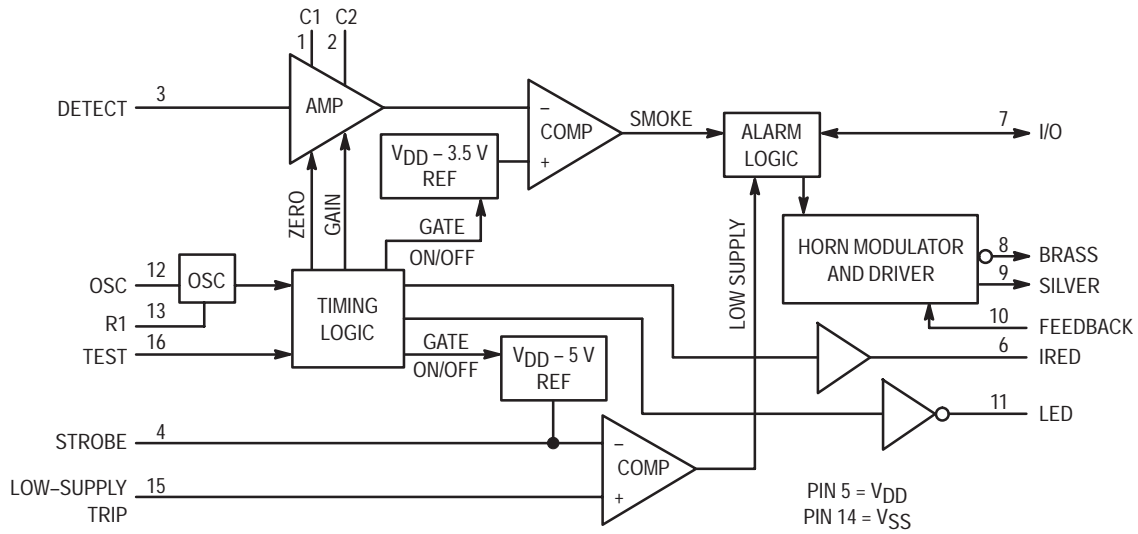 C1 C2
1 2
DETECT 3
AMP
–
COMP
+
SMOKE
ALARM
LOGIC
7 I/O
VDD – 3.5 V
REF
ZERO
GAIN
GATE
ON/OFF
LOW SUPPLY
HORN MODULATOR
AND DRIVER
8 BRASS
9 SILVER
10 FEEDBACK
OSC 12
OSC
R1 13
TEST 16
TIMING
LOGIC
GATE
ON/OFF
VDD – 5 V
REF
6 IRED
11 LED
STROBE 4
–
COMP
+
LOW–SUPPLY
TRIP
15
PIN 5 = VDD
PIN 14 = VSS